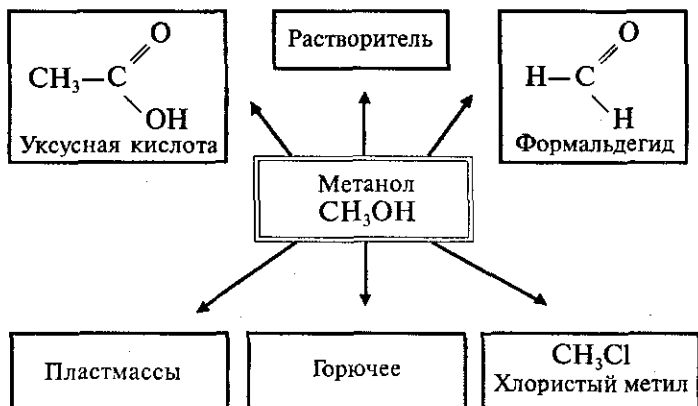 CH₃—C
O
OH
Уксусная кислота
Растворитель
H—C
O
H
Формальдегид
Метанол
CH₃OH
Пластмассы
Горючее
CH₃Cl
Хлористый метил